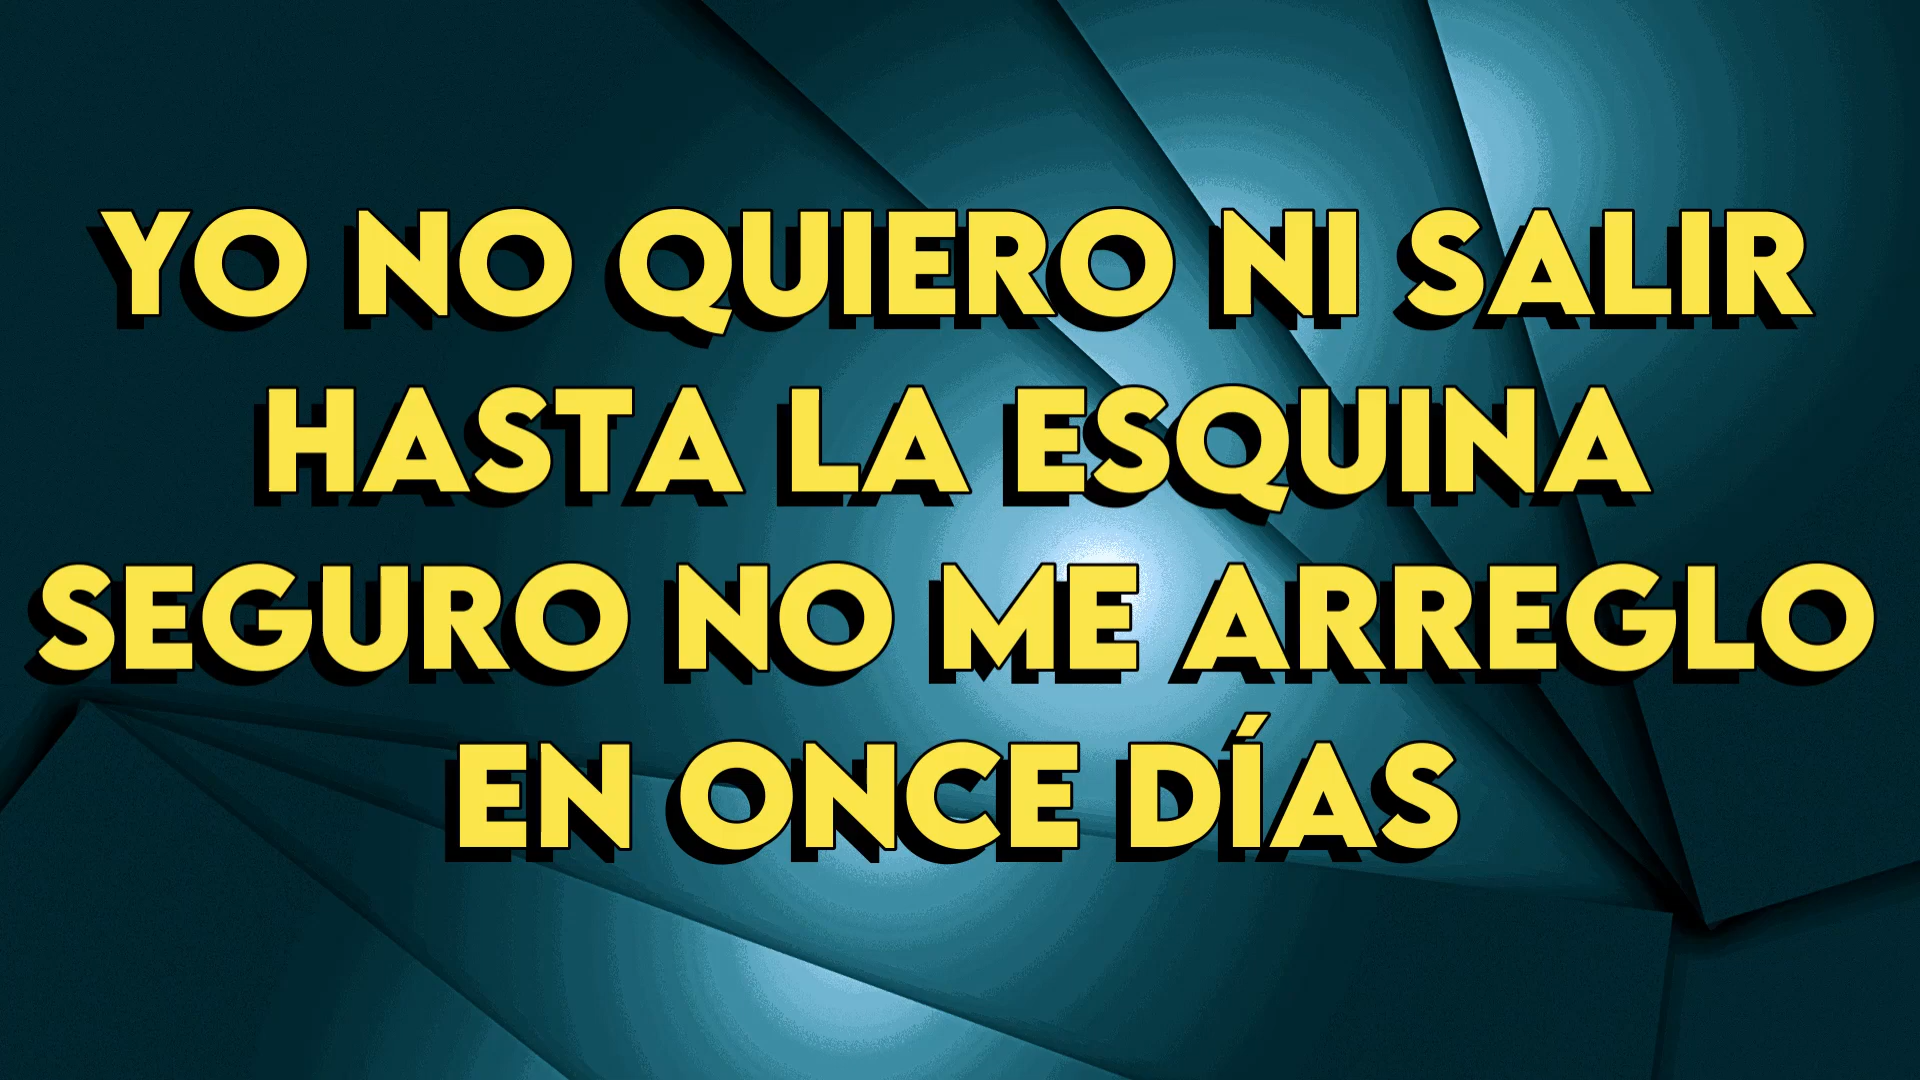 YO NO QUIERO NI SALIR
HASTA LA ESQUINA
SEGURO NO ME ARREGLO
EN ONCE DÍAS